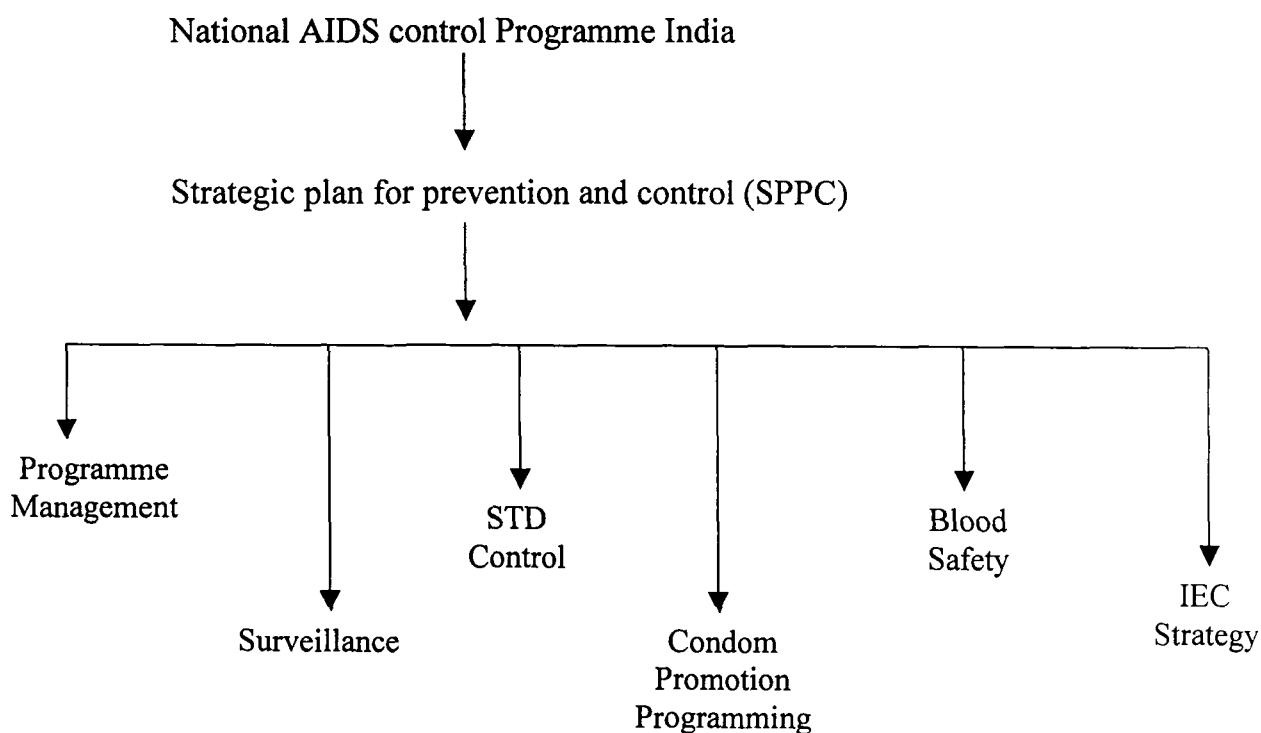 National AIDS control Programme India
Strategic plan for prevention and control (SPPC)
Programme
Management
Surveillance
STD
Control
Condom
Promotion
Programming
Blood
Safety
IEC
Strategy